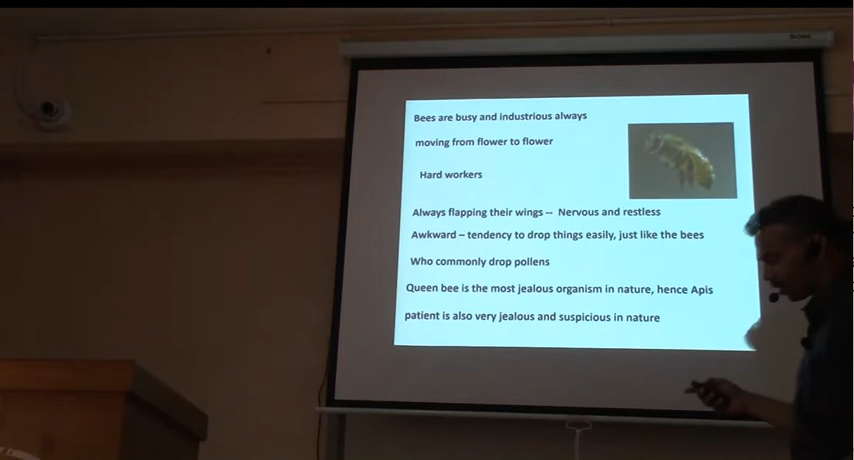 Bees are busy and industrious always
moving from flower to flower
Hard workers
Always flapping their wings -- Nervous and restless
Awkward – tendency to drop things easily, just like the bees
Who commonly drop pollens
Queen bee is the most jealous organism in nature, hence Apis
patient is also very jealous and suspicious in nature